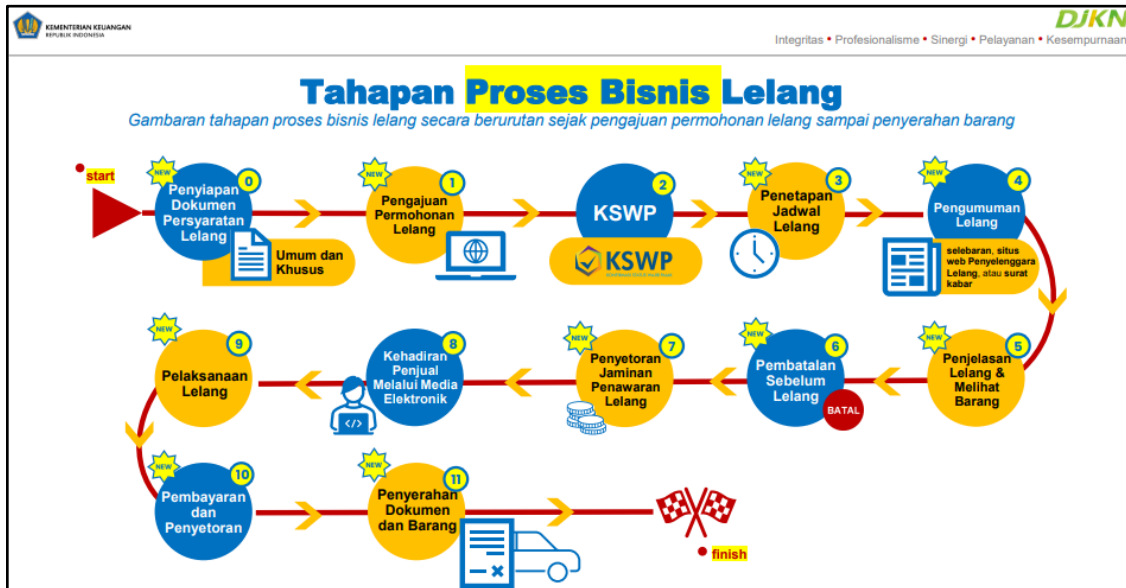 KEMENTERIAN KEUANGAN
REPUBLIK INDONESIA
DJKN
Integritas • Profesionalisme • Sinergi • Pelayanan • Kesempurnaan
Tahapan Proses Bisnis Lelang
Gambaran tahapan proses bisnis lelang secara berurutan sejak pengajuan permohonan lelang sampai penyerahan barang
start
NEW
0
Penyiapan
Dokumen
Persyaratan
Lelang
Umum dan
Khusus
NEW
1
Pengajuan
Permohonan
Lelang
2
KSWP
KSWP
NEW
3
Penetapan
Jadwal
Lelang
NEW
4
Pengumuman
Lelang
selebaran, situs
web Penyelenggara
Lelang, atau surat
kabar
NEW
5
Penjelasan
Lelang &
Melihat
Barang
NEW
6
Pembatalan
Sebelum
Lelang
BATAL
NEW
7
Penyetoran
Jaminan
Penawaran
Lelang
8
Kehadiran
Penjual
Melalui Media
Elektronik
</>
NEW
9
Pelaksanaan
Lelang
NEW
10
Pembayaran
dan
Penyetoran
NEW
11
Penyerahan
Dokumen
dan Barang
finish